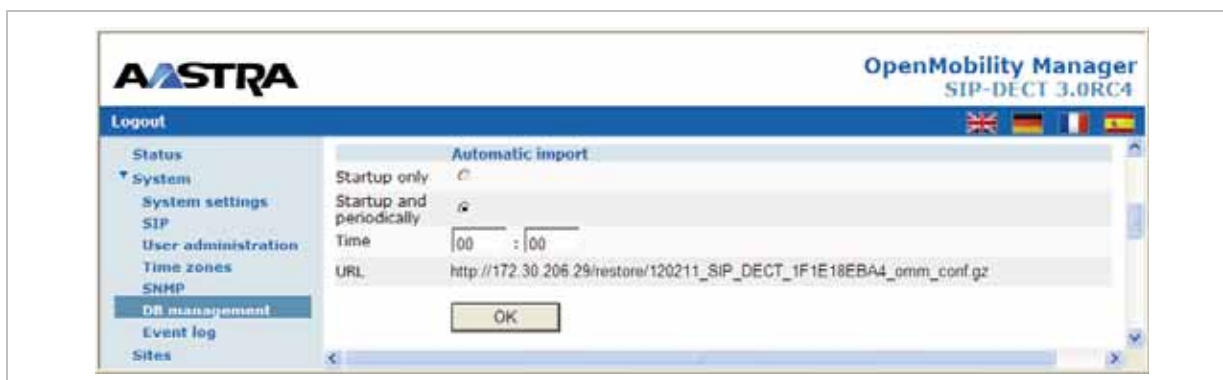 AASTRA
OpenMobility Manager
SIP-DECT 3.0RC4
Logout
Status
System
System settings
SIP
User administration
Time zones
SNMP
DB management
Event log
Sites
Automatic import
Startup only
Startup and
periodically
Time 00 : 00
URL http://172.30.206.29/restore/120211_SIP_DECT_1F1E18EBA4_omm_conf.gz
OK